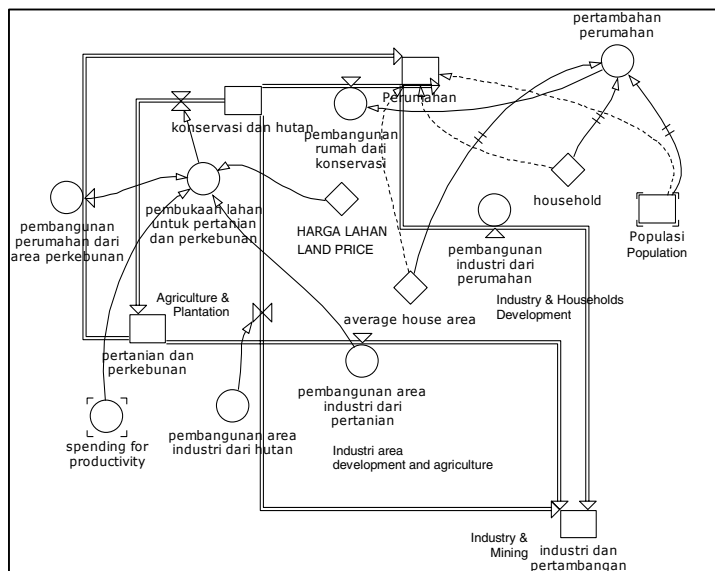 pertambahan
perumahan
Perumahan
konservasi dan hutan
pembangunan
rumah dari
konservasi
household
pembangunan
perumahan dari
area perkebunan
pembukaan lahan
untuk pertanian
dan perkebunan
HARGA LAHAN
LAND PRICE
pembangunan
industri dari
perumahan
Populasi
Population
Agriculture &
Plantation
average house area
Industry & Households
Development
pertanian dan
perkebunan
pembangunan area
industri dari
pertanian
spending for
productivity
pembangunan area
industri dari hutan
Industri area
development and agriculture
Industry &
Mining
industri dan
pertambangan